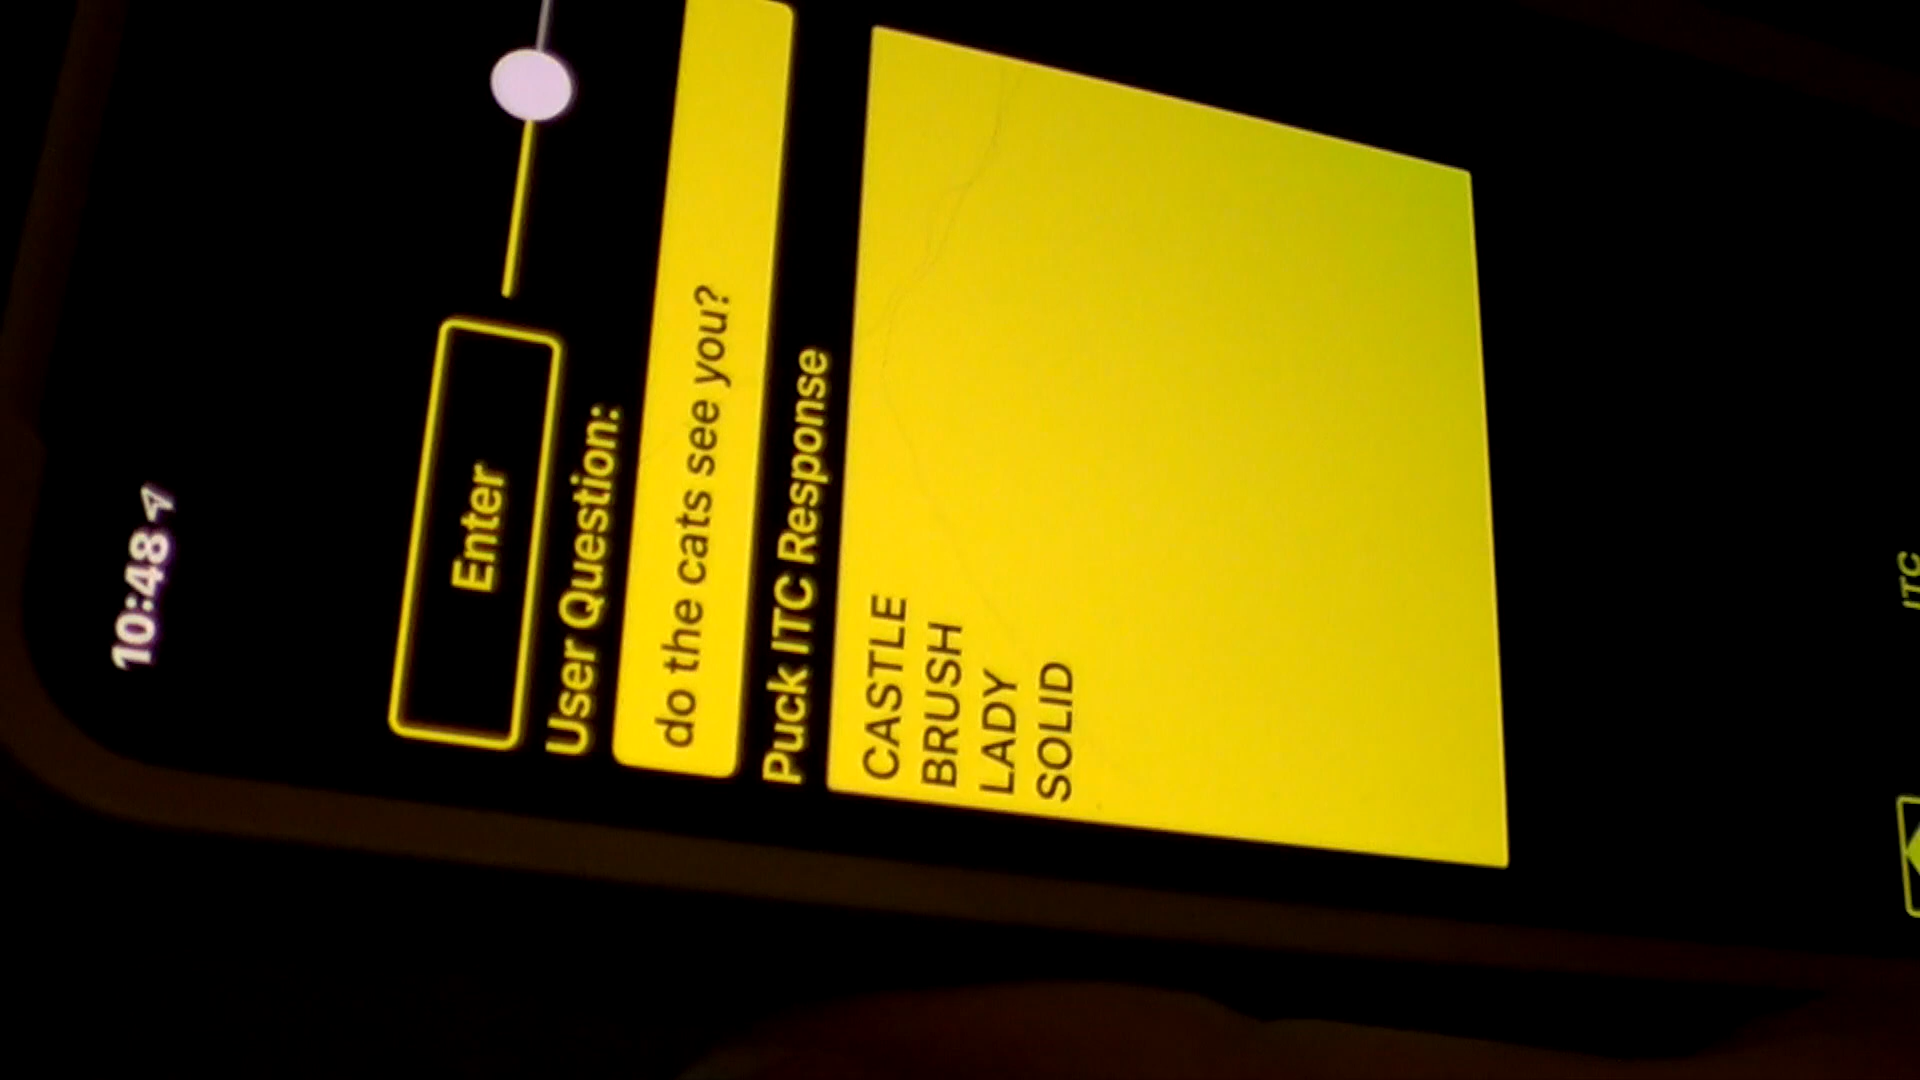 10:48
Enter
User Question:
do the cats see you?
Puck ITC Response
CASTLE
BRUSH
LADY
SOLID
ITC